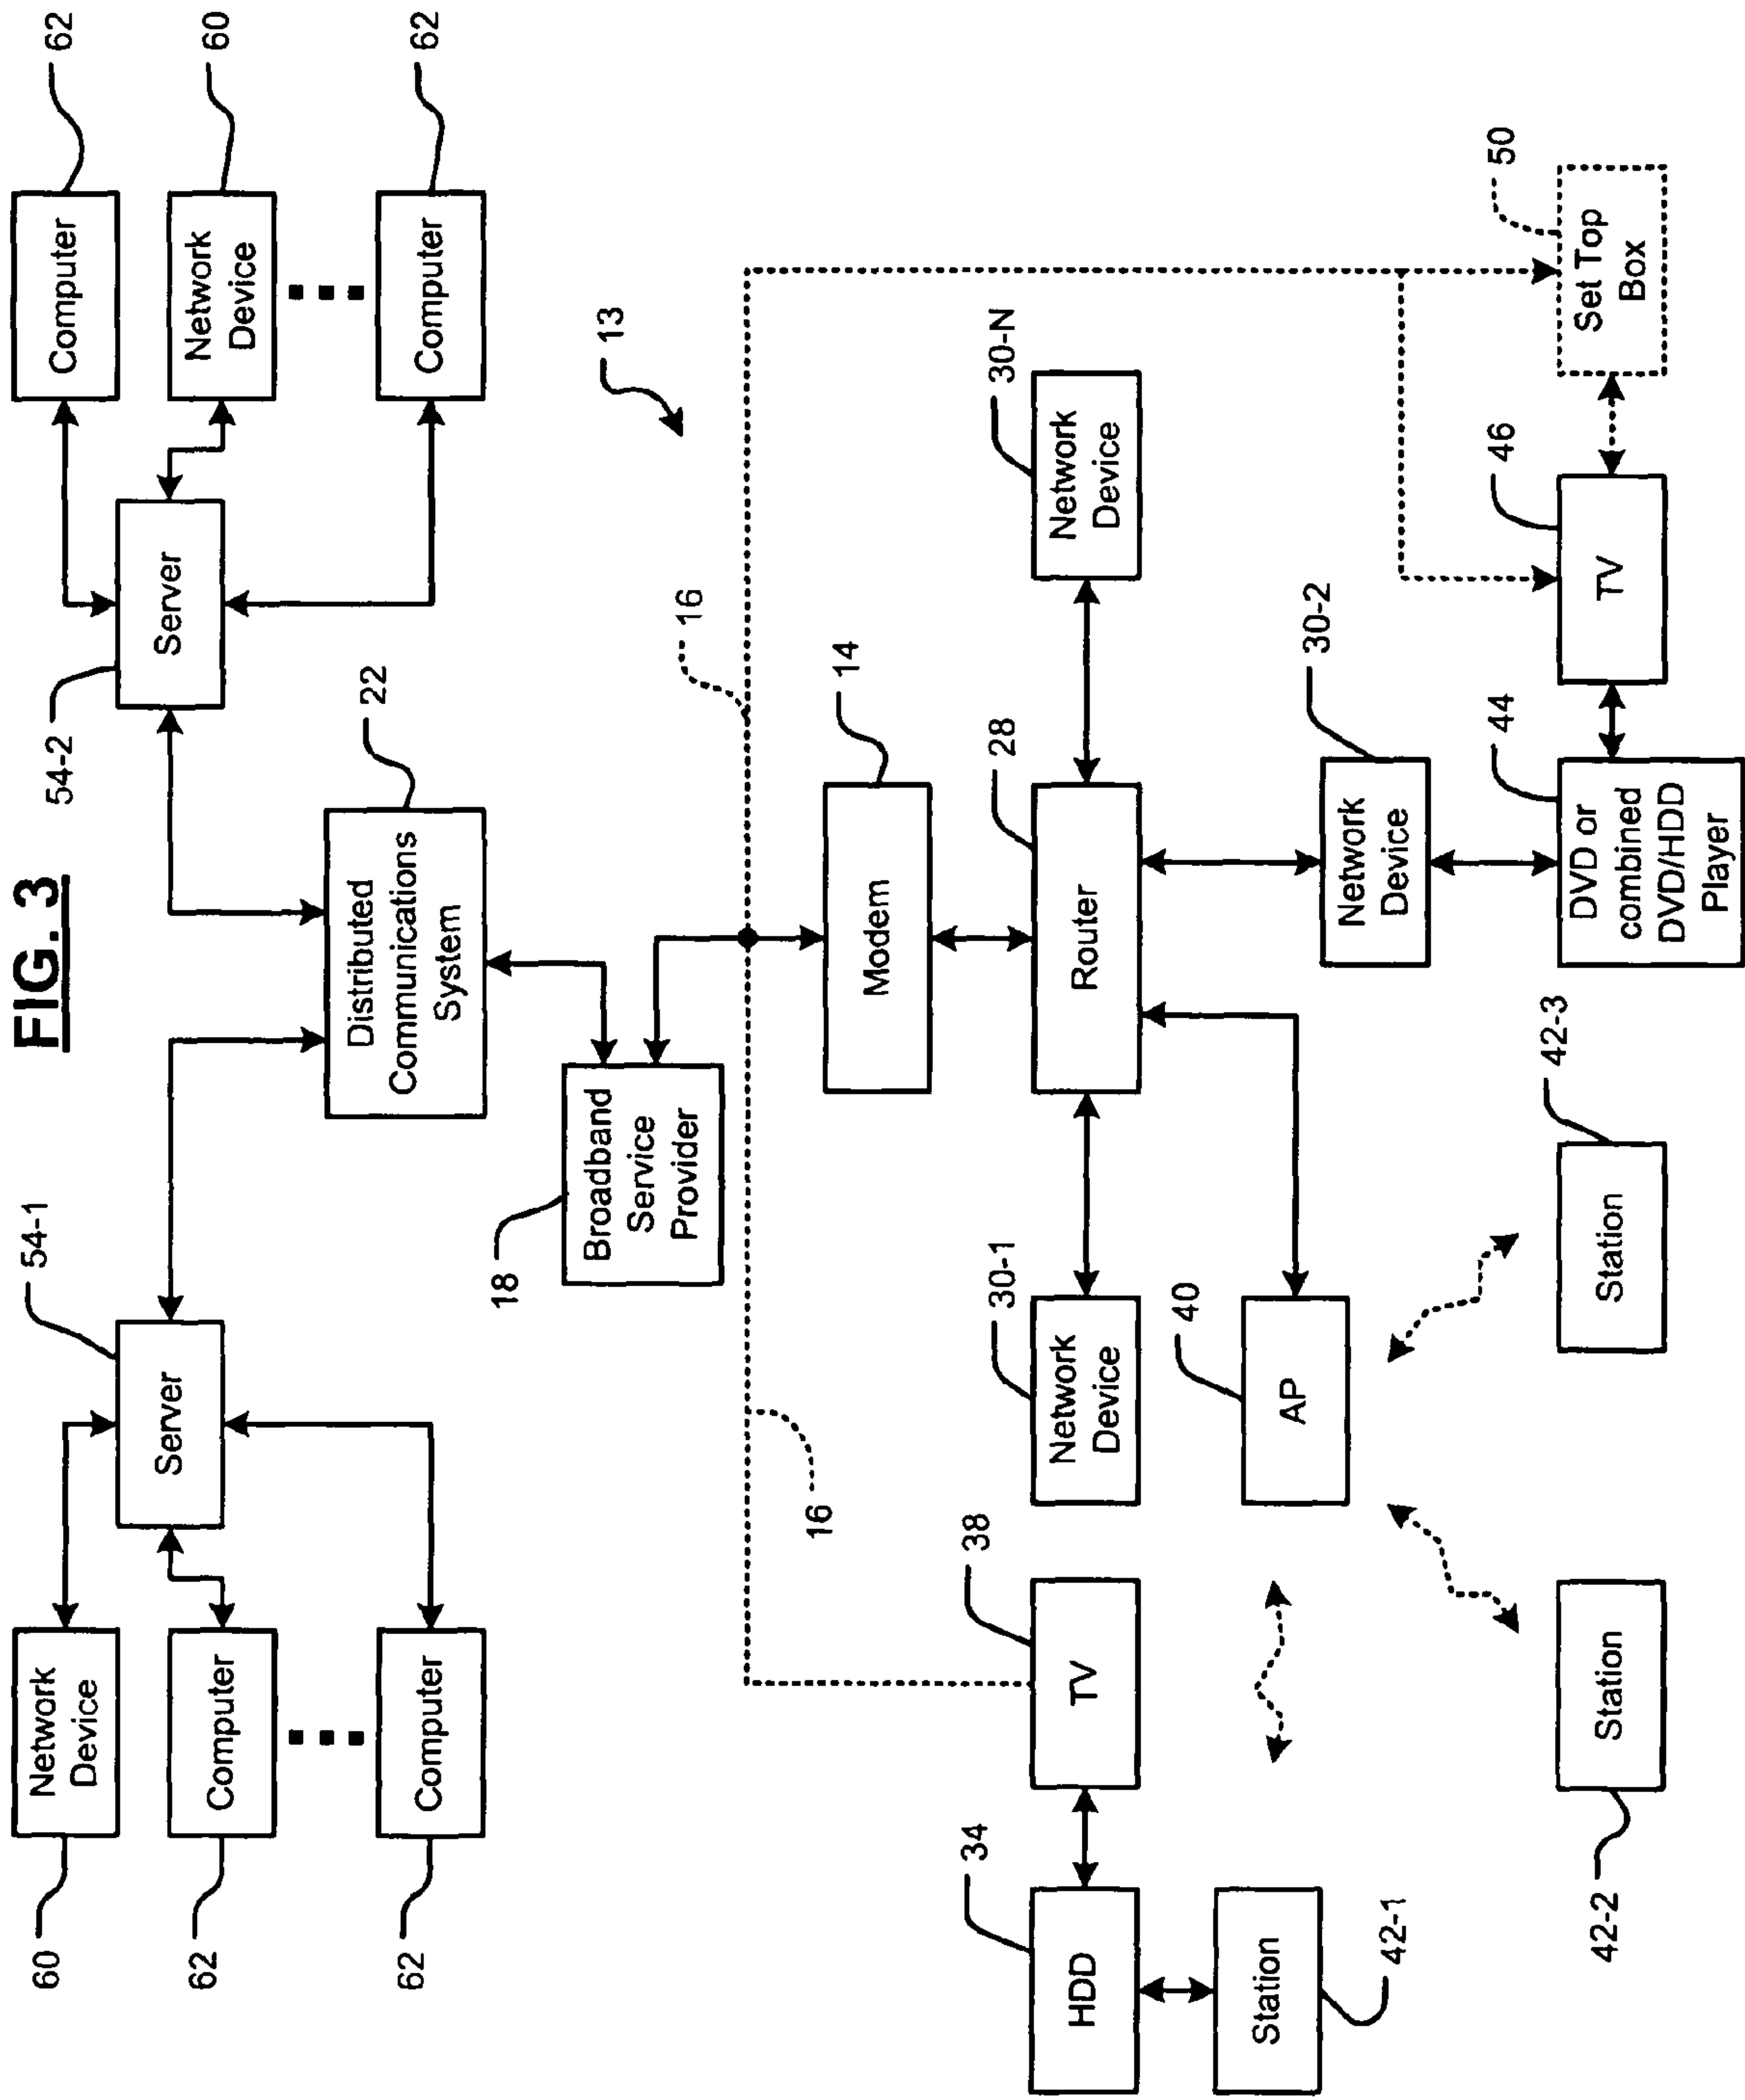 FIG. 3
60
Network
Device
62
Computer
62
Computer
Server
54-1
54-2
Server
Computer
62
Network
Device
60
Computer
62
Distributed
Communications
System
22
18
Broadband
Service
Provider
13
16
16
Modem
14
34
HDD
38
TV
30-1
Network
Device
Router
28
Network
Device
30-N
Station
42-1
40
AP
Network
Device
30-2
Station
42-2
Station
42-3
DVD or
combined
DVD/HDD
Player
44
TV
46
Set Top
Box
50